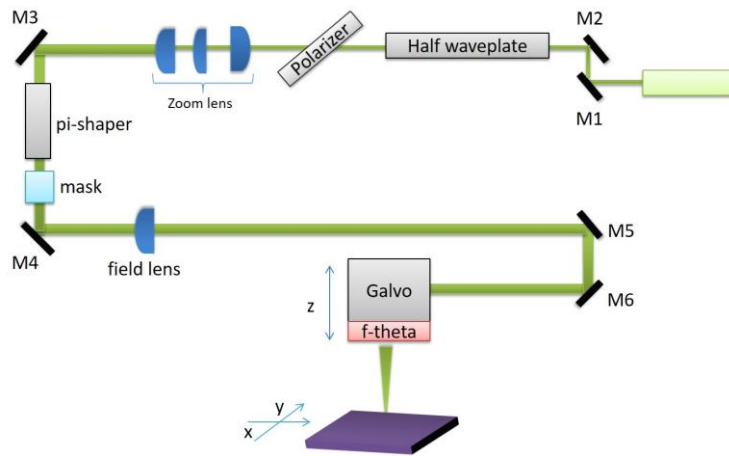 M3
M2
Half waveplate
Polarizer
Zoom lens
M1
pi-shaper
mask
M4
field lens
M5
M6
z
Galvo
f-theta
y
x